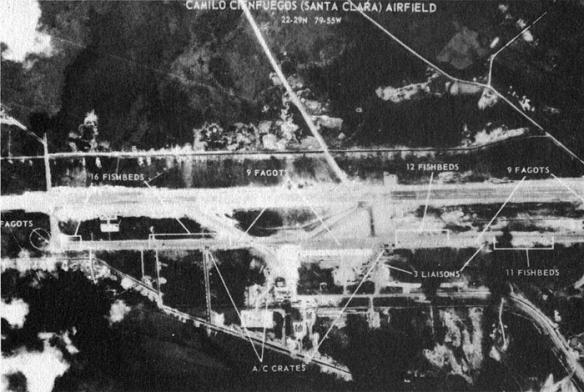 CAMILO CIENFUEGOS (SANTA CLARA) AIRFIELD
22-29N 79-55W
16 FISHBEDS
9 FAGOTS
12 FISHBEDS
9 FAGOTS
FAGOTS
3 LIAISONS
11 FISHBEDS
A/C CRATES